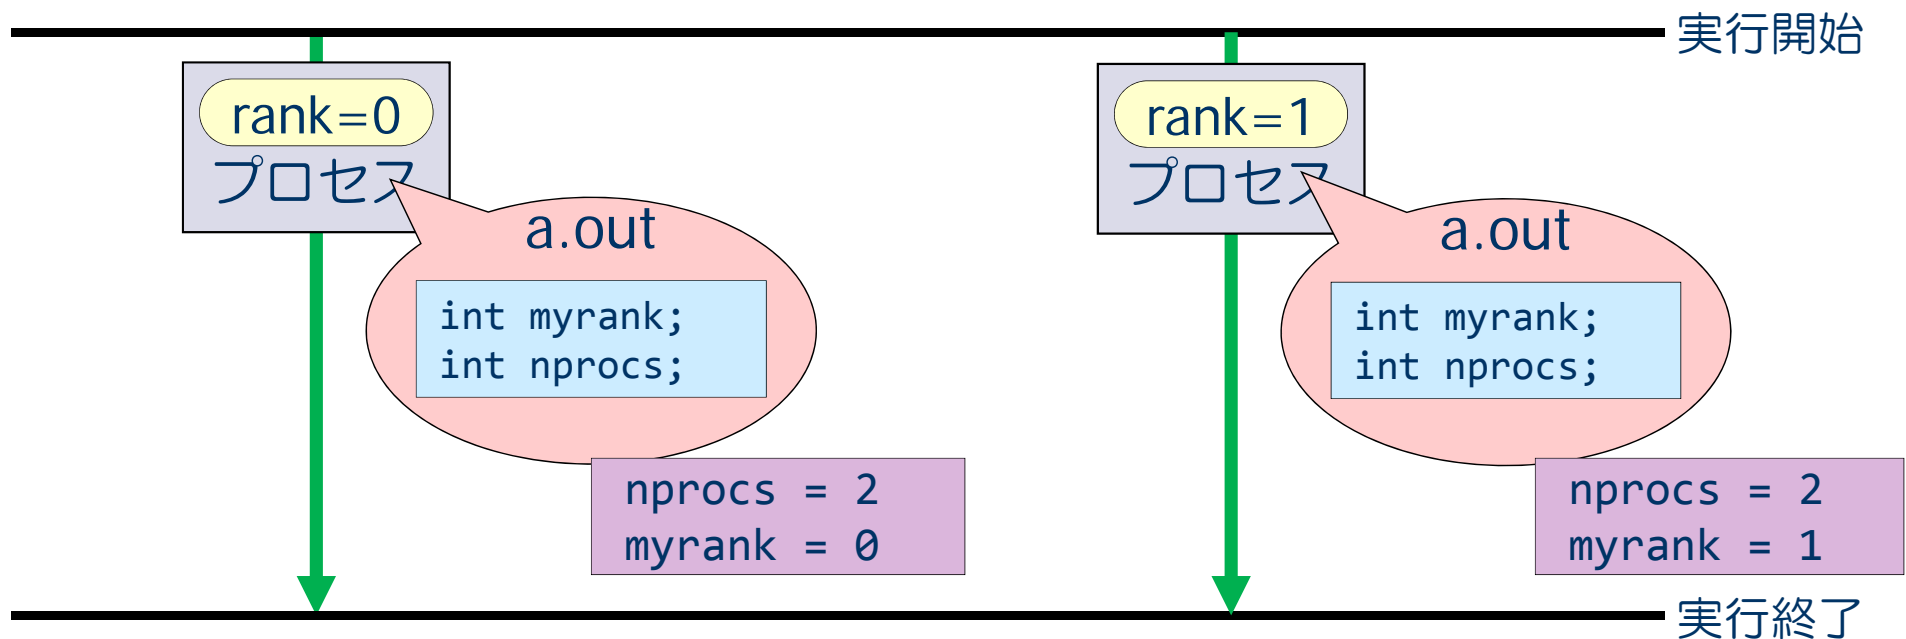 実行開始
rank=0
プロセス
a.out
int myrank;
int nprocs;
nprocs = 2
myrank = 0
rank=1
プロセス
a.out
int myrank;
int nprocs;
nprocs = 2
myrank = 1
実行終了